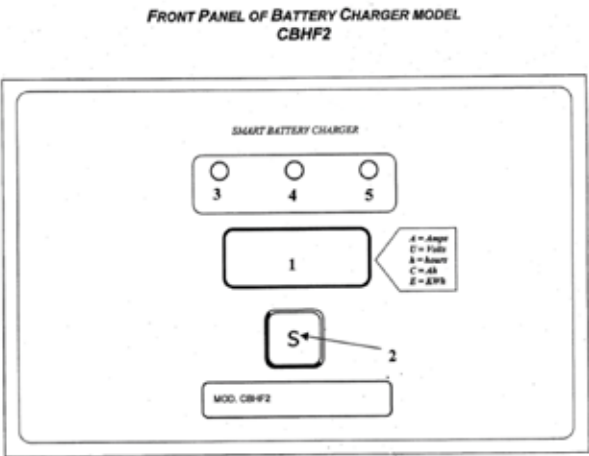 FRONT PANEL OF BATTERY CHARGER MODEL
CBHF2
SMART BATTERY CHARGER
3 4 5
1
A = Amps
U = Volts
h = hours
C = Ah
E = KWh
S
2
MOD. CBHF2